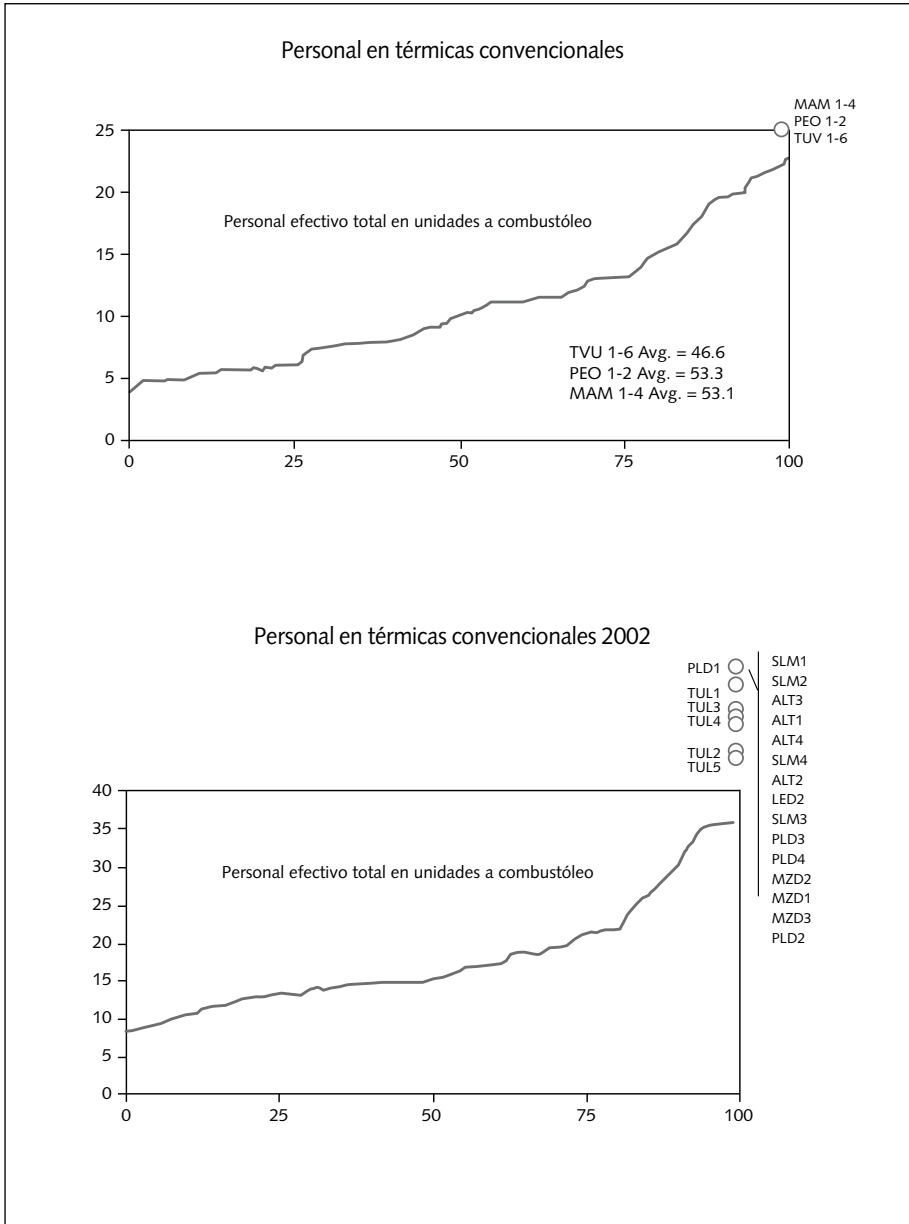 Personal en térmicas convencionales
MAM 1-4
PEO 1-2
TUV 1-6
25
20
15
10
5
0
Personal efectivo total en unidades a combustóleo
TVU 1-6 Avg. = 46.6
PEO 1-2 Avg. = 53.3
MAM 1-4 Avg. = 53.1
0 25 50 75 100
Personal en térmicas convencionales 2002
PLD1
TUL1
TUL3
TUL4
TUL2
TUL5
SLM1
SLM2
ALT3
ALT1
ALT4
SLM4
ALT2
LED2
SLM3
PLD3
PLD4
MZD2
MZD1
MZD3
PLD2
40
35
30
25
20
15
10
5
0
Personal efectivo total en unidades a combustóleo
0 25 50 75 100